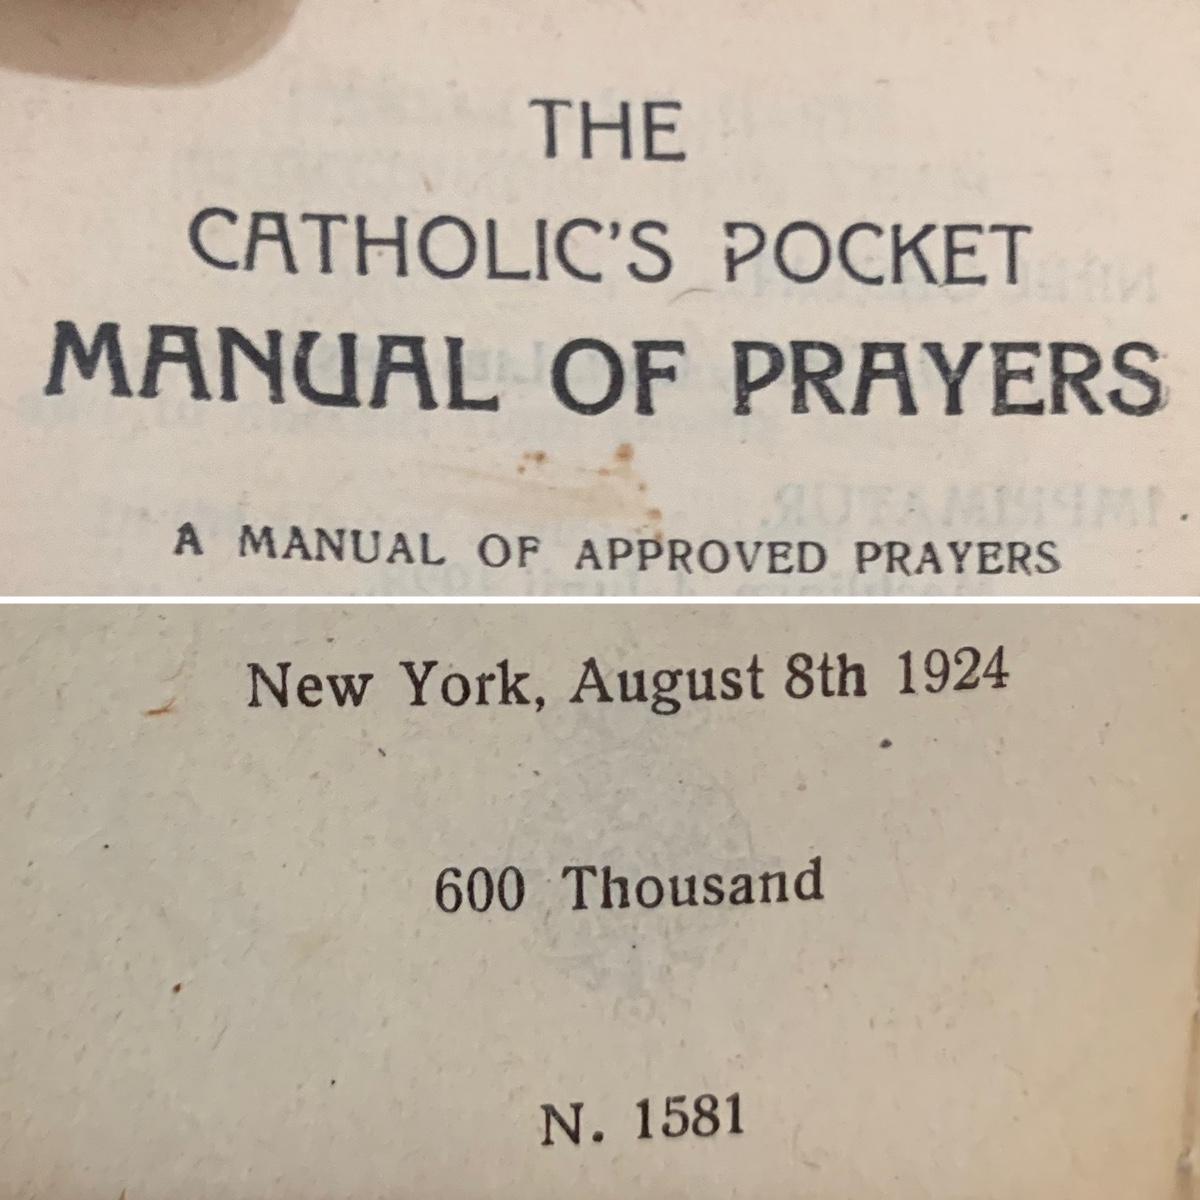 THE
CATHOLIC'S POCKET
MANUAL OF PRAYERS
A MANUAL OF APPROVED PRAYERS
New York, August 8th 1924
600 Thousand
N. 1581